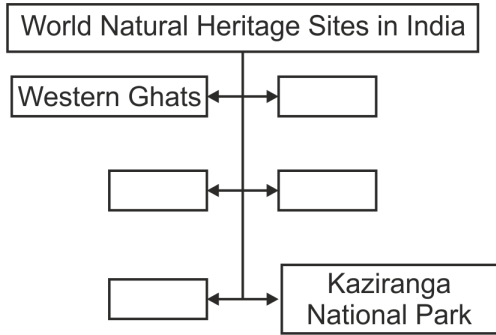 World Natural Heritage Sites in India
Western Ghats
Kaziranga
National Park